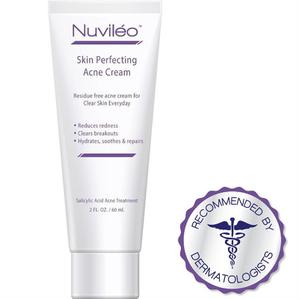 Nuviléo™
Skin Perfecting
Acne Cream
Residue free acne cream for
Clear Skin Everyday
• Reduces redness
• Clears breakouts
• Hydrates, soothes & repairs
Salicylic Acid Acne Treatment
2 FL. OZ. / 60 mL
RECOMMENDED BY
DERMATOLOGISTS